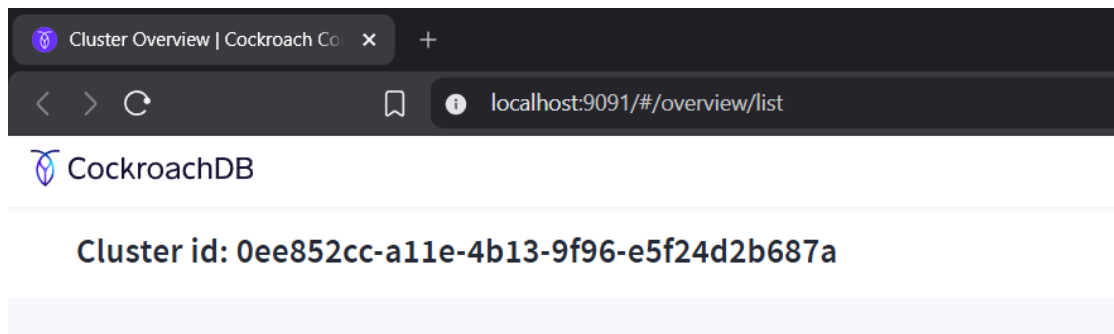 Cluster Overview | Cockroach Co
localhost:9091/#/overview/list
CockroachDB
Cluster id: 0ee852cc-a11e-4b13-9f96-e5f24d2b687a